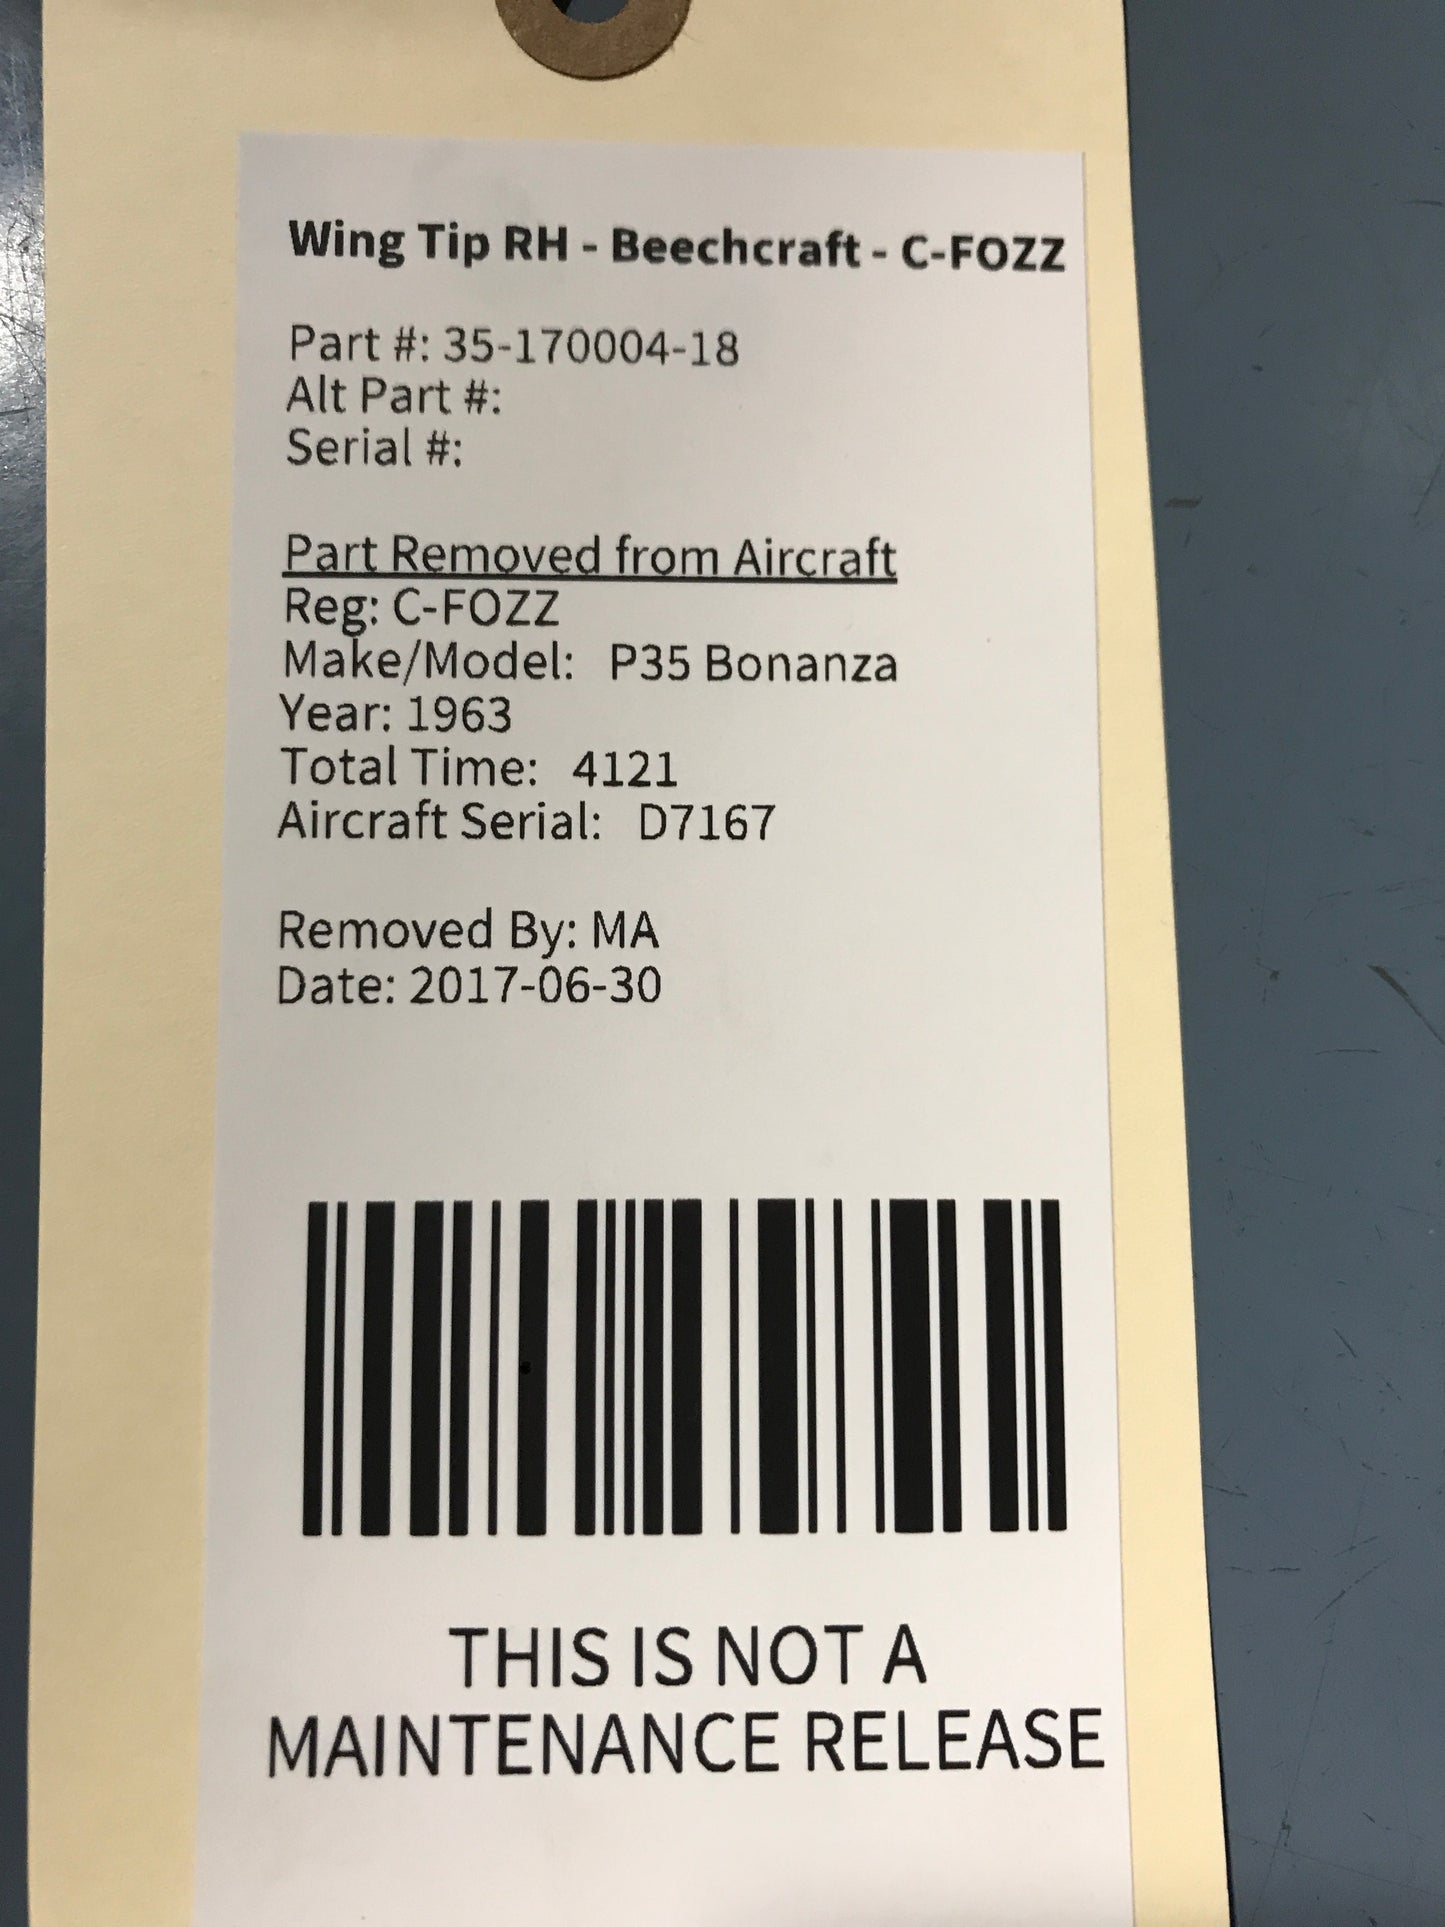 Wing Tip RH - Beechcraft - C-FOZZ
Part #: 35-170004-18
Alt Part #:
Serial #:
Part Removed from Aircraft
Reg: C-FOZZ
Make/Model: P35 Bonanza
Year: 1963
Total Time: 4121
Aircraft Serial: D7167
Removed By: MA
Date: 2017-06-30
THIS IS NOT A
MAINTENANCE RELEASE